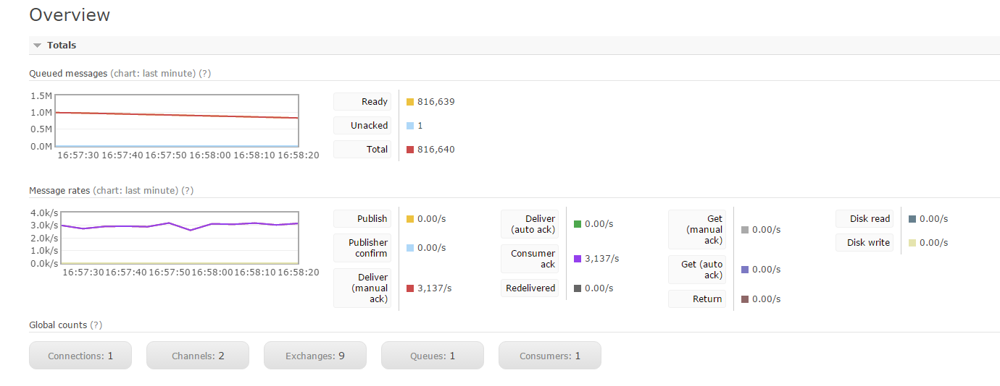 Overview
Totals
Queued messages (chart: last minute) (?)
1.5M
1.0M
0.5M
0.0M
16:57:30 16:57:40 16:57:50 16:58:00 16:58:10 16:58:20
Ready 816,639
Unacked 1
Total 816,640
Message rates (chart: last minute) (?)
4.0k/s
3.0k/s
2.0k/s
1.0k/s
0.0k/s
16:57:30 16:57:40 16:57:50 16:58:00 16:58:10 16:58:20
Publish 0.00/s
Publisher
confirm 0.00/s
Deliver
(manual 3,137/s
ack)
Deliver
(auto ack) 0.00/s
Consumer 3,137/s
ack
Redelivered 0.00/s
Get
(manual 0.00/s
ack)
Get (auto 0.00/s
ack)
Return 0.00/s
Disk read 0.00/s
Disk write 0.00/s
Global counts (?)
Connections: 1 Channels: 2 Exchanges: 9 Queues: 1 Consumers: 1